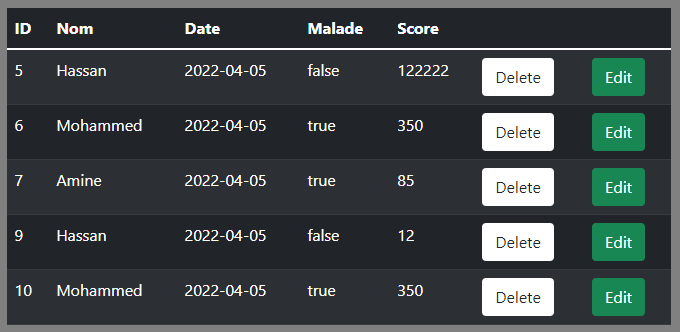 ID Nom Date Malade Score
5 Hassan 2022-04-05 false 122222 Delete Edit
6 Mohammed 2022-04-05 true 350 Delete Edit
7 Amine 2022-04-05 true 85 Delete Edit
9 Hassan 2022-04-05 false 12 Delete Edit
10 Mohammed 2022-04-05 true 350 Delete Edit